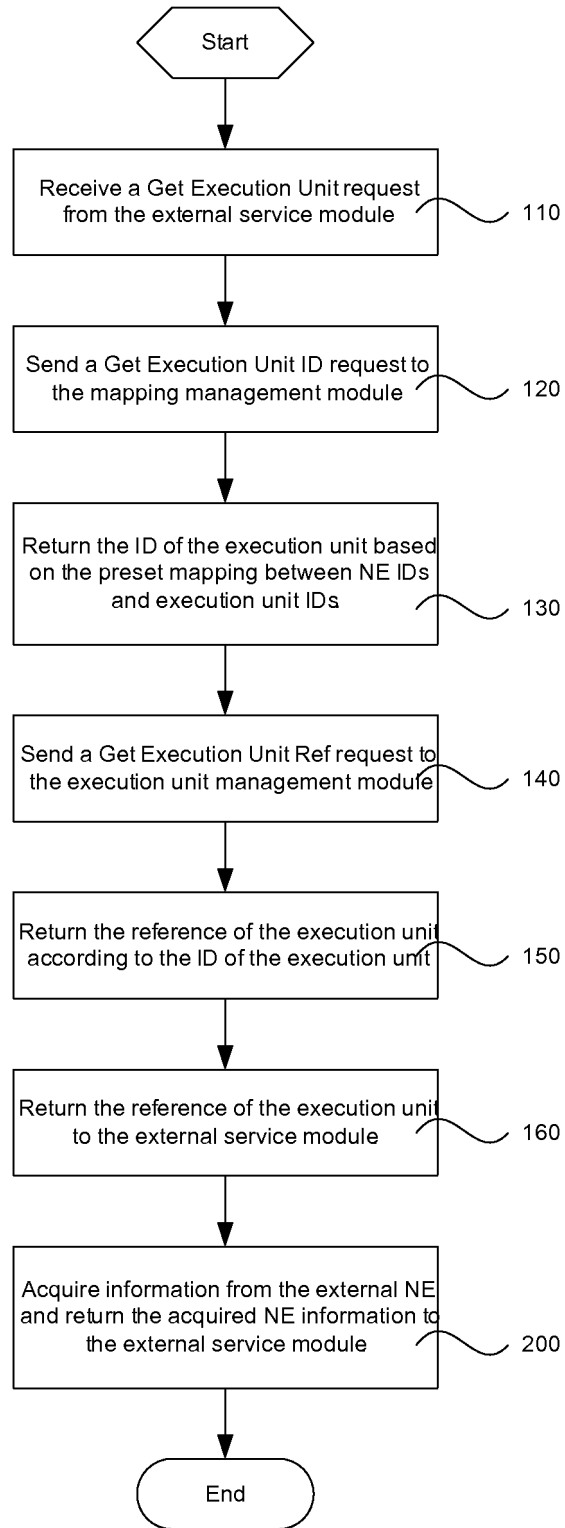 Start
Receive a Get Execution Unit request
from the external service module
110
Send a Get Execution Unit ID request to
the mapping management module
120
Return the ID of the execution unit based
on the preset mapping between NE IDs
and execution unit IDs.
130
Send a Get Execution Unit Ref request to
the execution unit management module
140
Return the reference of the execution unit
according to the ID of the execution unit
150
Return the reference of the execution unit
to the external service module.
160
Acquire information from the external NE
and return the acquired NE information to
the external service module.
200
End